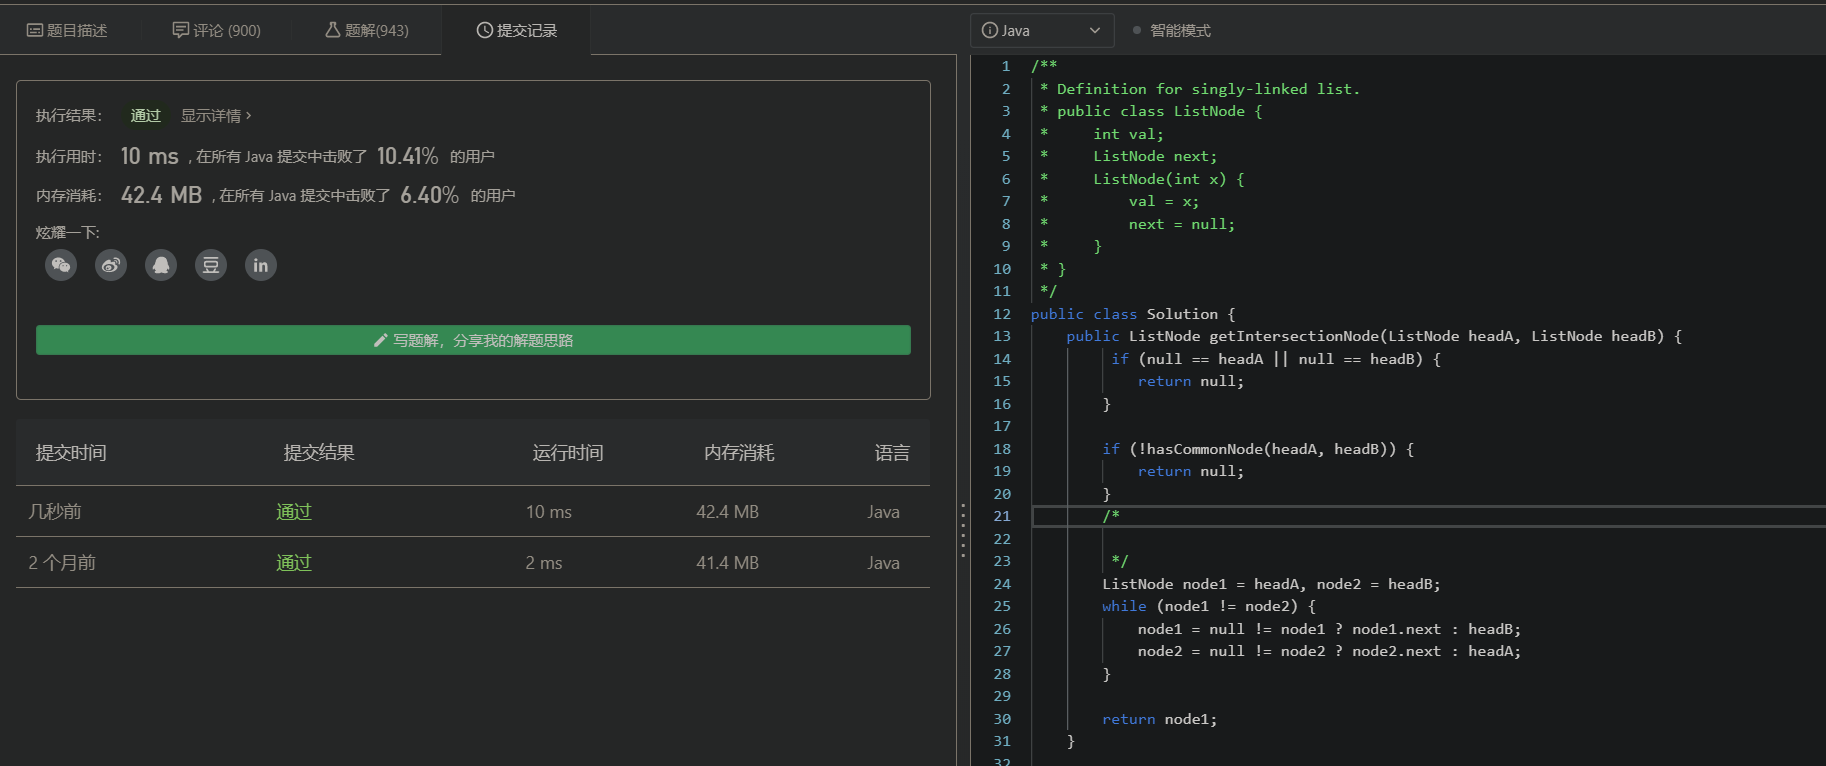 题目描述
评论 (900)
题解(943)
提交记录
执行结果：
通过
显示详情 ›
执行用时：
10 ms
, 在所有 Java 提交中击败了
10.41%
的用户
内存消耗：
42.4 MB
, 在所有 Java 提交中击败了
6.40%
的用户
炫耀一下:
豆
in
写题解，分享我的解题思路
提交时间
提交结果
运行时间
内存消耗
语言
几秒前
通过
10 ms
42.4 MB
Java
2 个月前
通过
2 ms
41.4 MB
Java
Java
智能模式
1 /**
2  * Definition for singly-linked list.
3  * public class ListNode {
4  *     int val;
5  *     ListNode next;
6  *     ListNode(int x) {
7  *         val = x;
8  *         next = null;
9  *     }
10  * }
11  */
12 public class Solution {
13     public ListNode getIntersectionNode(ListNode headA, ListNode headB) {
14          if (null == headA || null == headB) {
15             return null;
16         }
17
18         if (!hasCommonNode(headA, headB)) {
19             return null;
20         }
21         /*
22
23          */
24         ListNode node1 = headA, node2 = headB;
25         while (node1 != node2) {
26             node1 = null != node1 ? node1.next : headB;
27             node2 = null != node2 ? node2.next : headA;
28         }
29
30         return node1;
31     }
32